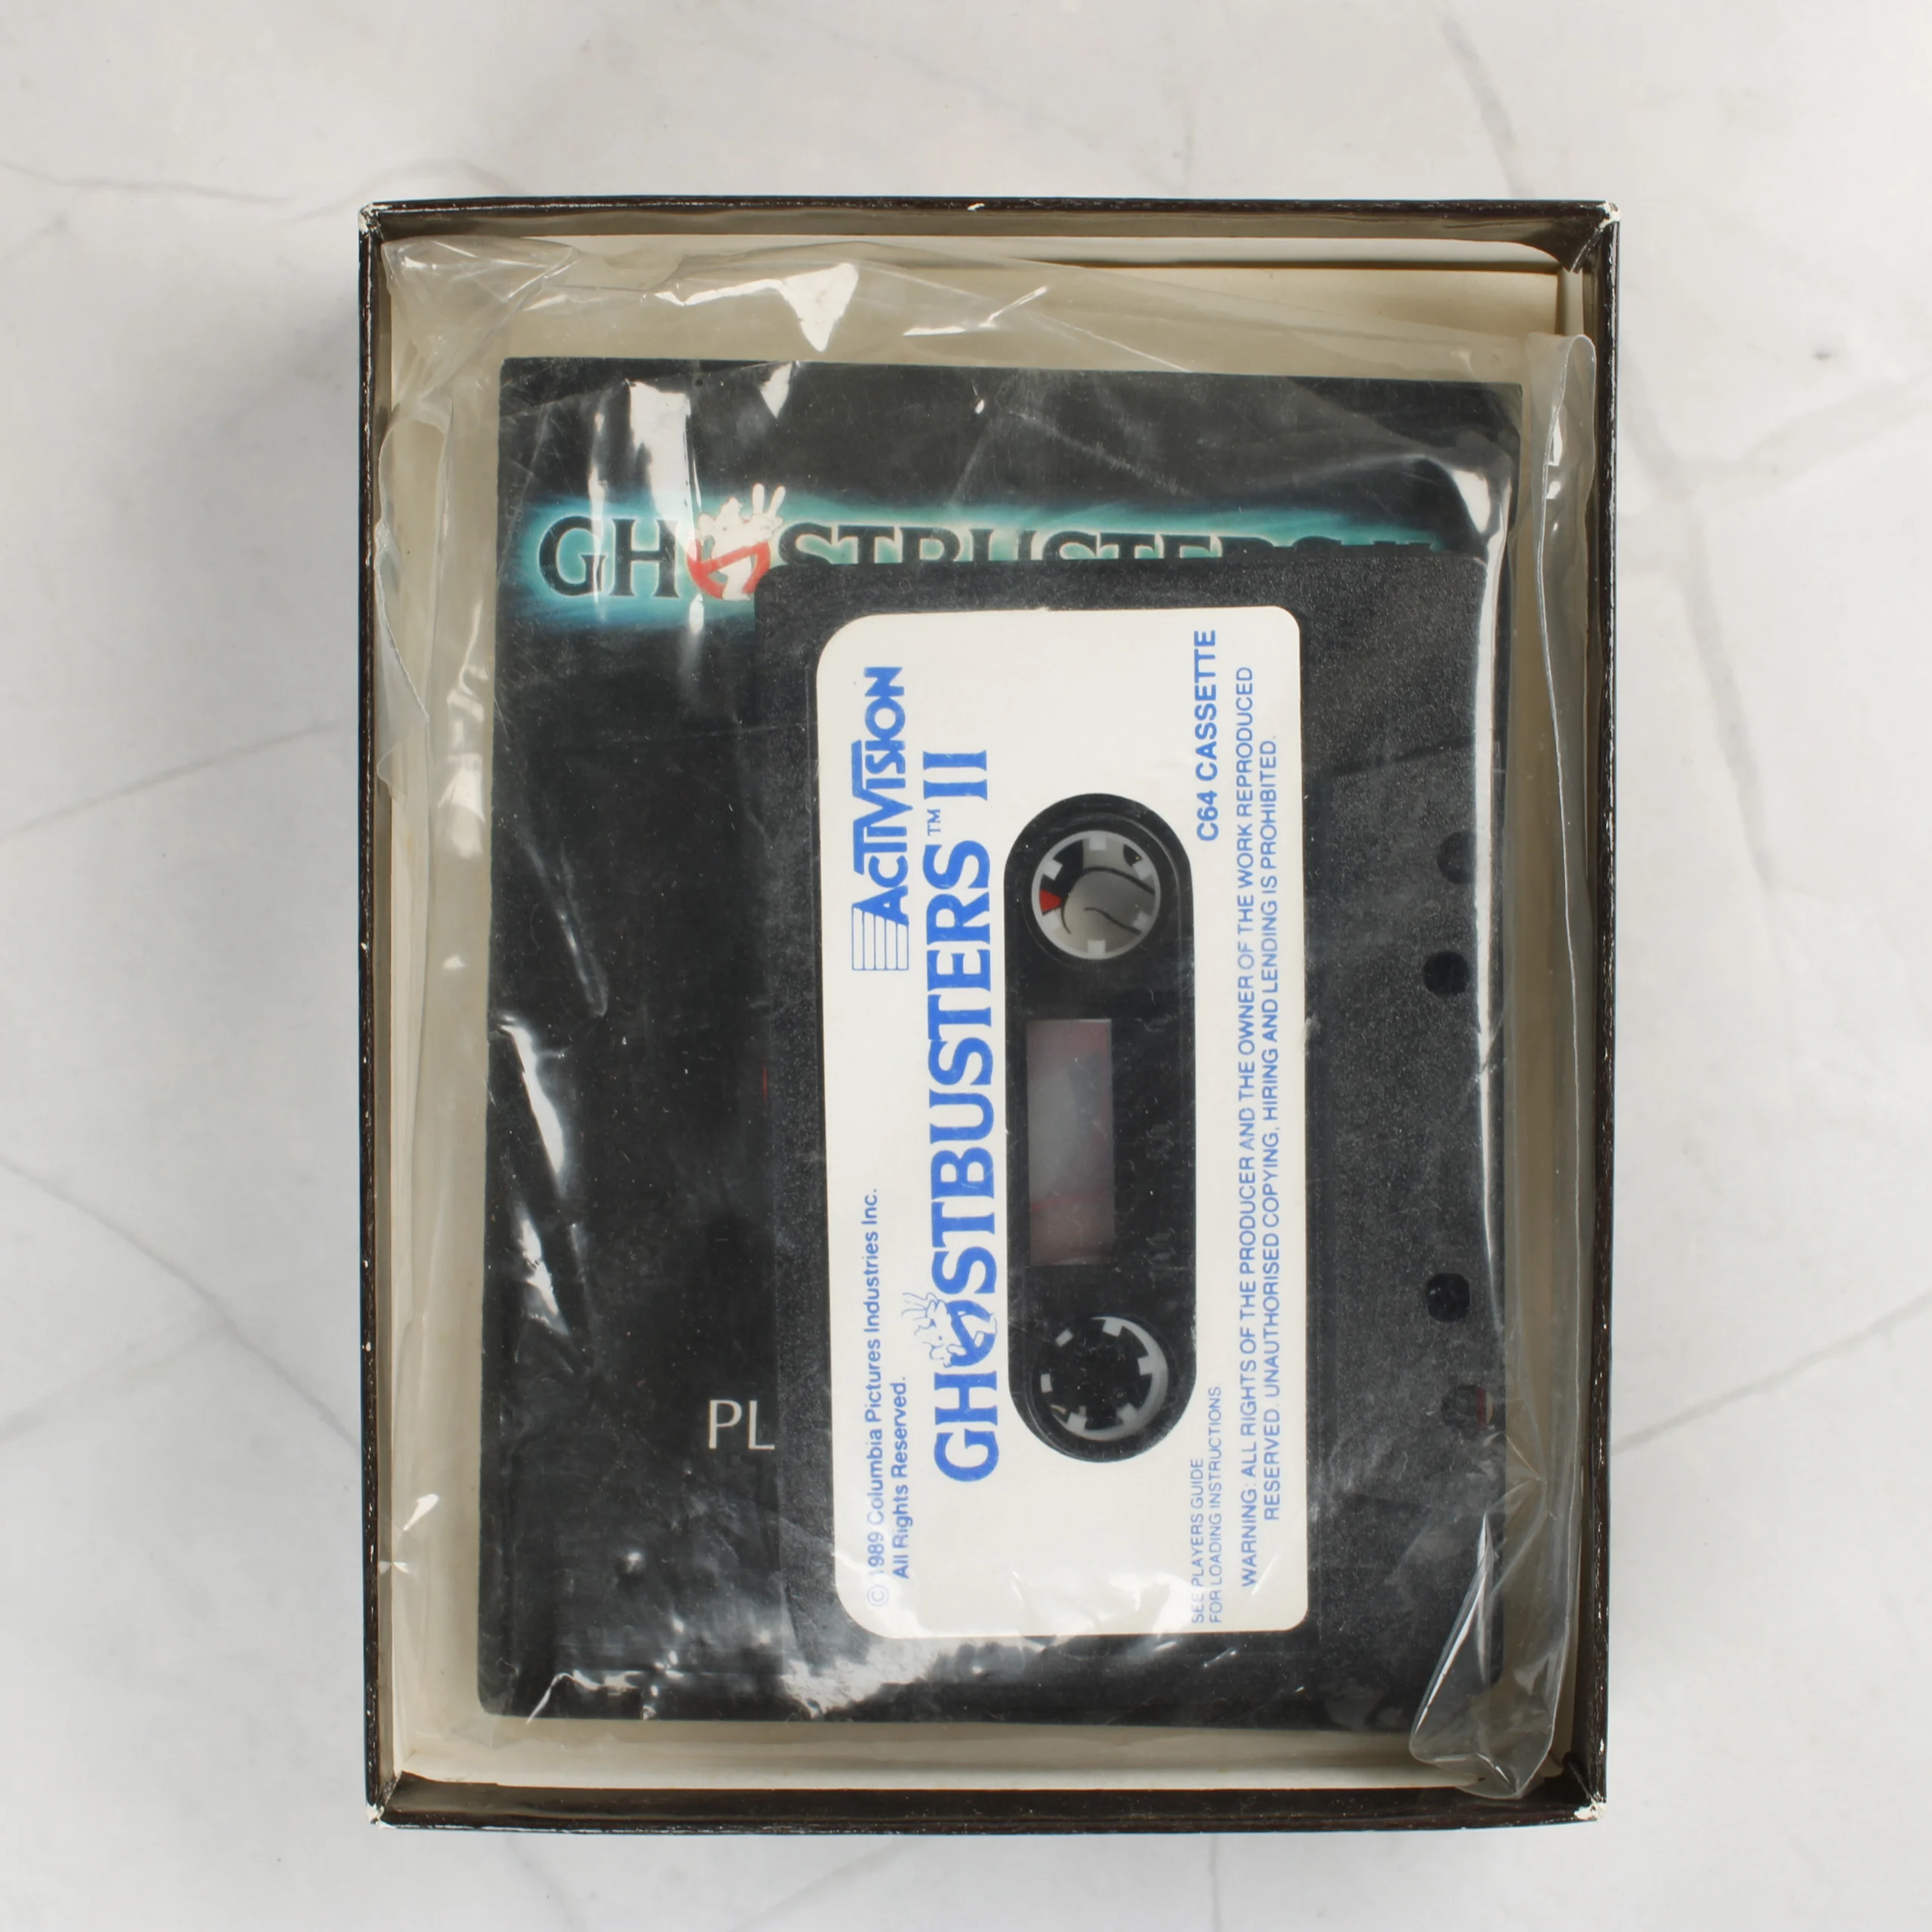 GHOSTBUSTERS II
PL
© 1989 Columbia Pictures Industries Inc.
All Rights Reserved.
ACTIVISION
GHOSTBUSTERS™ II
C64 CASSETTE
SEE PLAYERS GUIDE
FOR LOADING INSTRUCTIONS
WARNING: ALL RIGHTS OF THE PRODUCER AND THE OWNER OF THE WORK REPRODUCED
RESERVED. UNAUTHORISED COPYING, HIRING AND LENDING IS PROHIBITED.